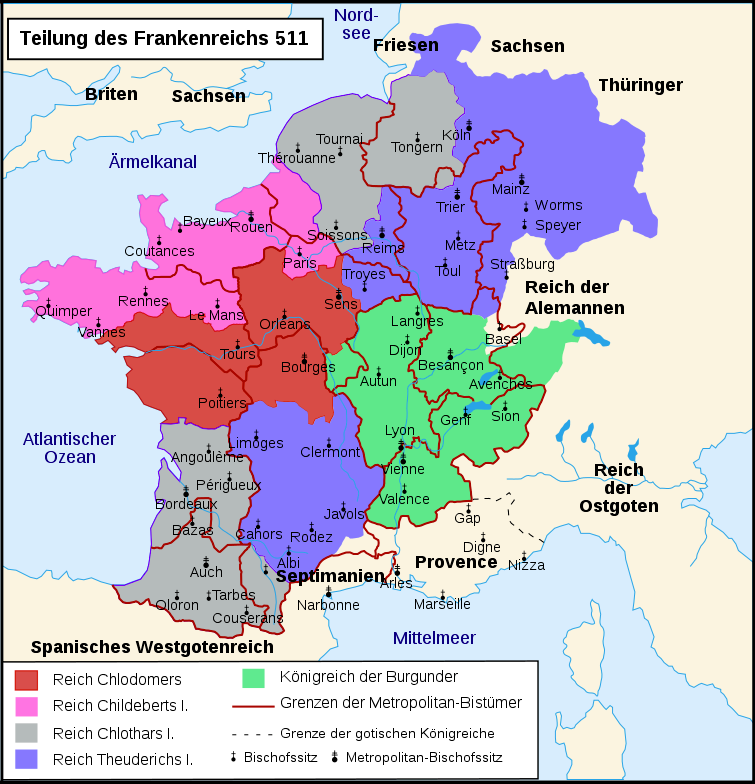 Teilung des Frankenreichs 511
Nord-
see
Friesen
Sachsen
Thüringer
Briten
Sachsen
Ärmelkanal
Tournai
Thérouanne
Tongern
Köln
Mainz
Worms
Speyer
Trier
Bayeux
Rouen
Coutances
Soissons
Reims
Metz
Toul
Paris
Troyes
Straßburg
Quimper
Rennes
Le Mans
Vannes
Sens
Orléans
Reich der
Alemannen
Langres
Basel
Dijon
Tours
Bourges
Besançon
Autun
Avenches
Poitiers
Genf
Sion
Lyon
Atlantischer
Ozean
Limoges
Clermont
Angoulême
Vienne
Reich
der
Ostgoten
Périgueux
Bordeaux
Valence
Javols
Bazas
Gap
Cahors
Rodez
Digne
Albi
Provence
Nizza
Auch
Septimanien
Arles
Oloron
Tarbes
Narbonne
Marseille
Couserans
Mittelmeer
Spanisches Westgotenreich
Reich Chlodomers
Reich Childeberts I.
Reich Chlothars I.
Reich Theuderichs I.
Königreich der Burgunder
Grenzen der Metropolitan-Bistümer
Grenze der gotischen Königreiche
Bischofssitz
Metropolitan-Bischofssitz